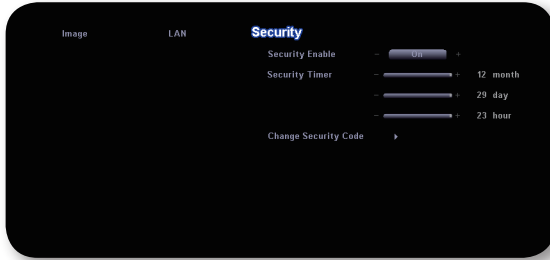 Image LAN Security
Security Enable - On +
Security Timer - + 12 month
- + 29 day
- + 23 hour
Change Security Code